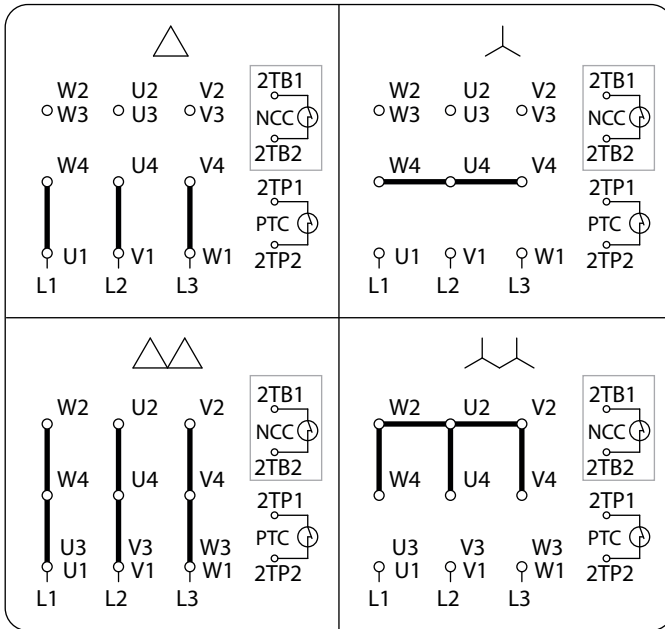 W2 U2 V2
W3 U3 V3
W4 U4 V4
U1 V1 W1
L1 L2 L3
2TB1
NCC
2TB2
2TP1
PTC
2TP2
W2 U2 V2
W3 U3 V3
W4 U4 V4
U1 V1 W1
L1 L2 L3
2TB1
NCC
2TB2
2TP1
PTC
2TP2
W2 U2 V2
W4 U4 V4
U3 V3 W3
U1 V1 W1
L1 L2 L3
2TB1
NCC
2TB2
2TP1
PTC
2TP2
W2 U2 V2
W4 U4 V4
U3 V3 W3
U1 V1 W1
L1 L2 L3
2TB1
NCC
2TB2
2TP1
PTC
2TP2